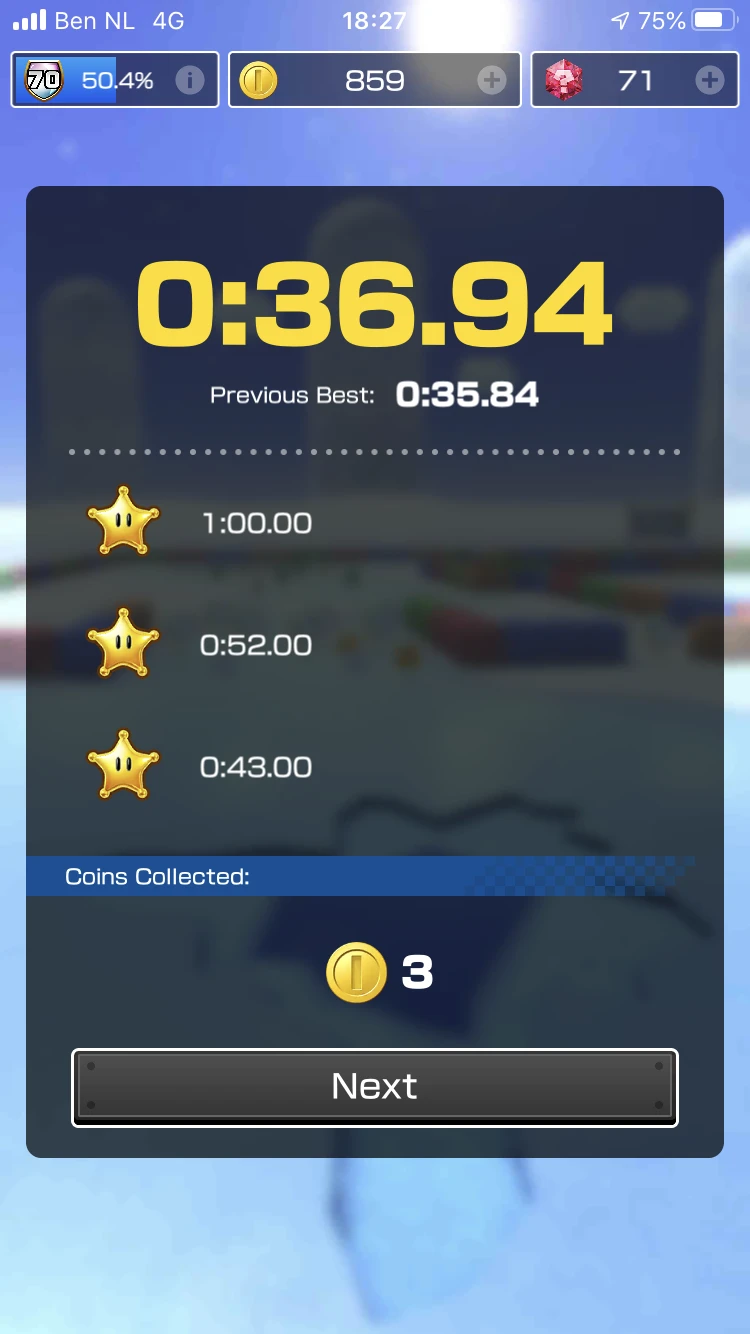 Ben NL 4G 18:27 75%
70 50.4% i 859 + 71 +
0:36.94
Previous Best: 0:35.84
1:00.00
0:52.00
0:43.00
Coins Collected:
3
Next